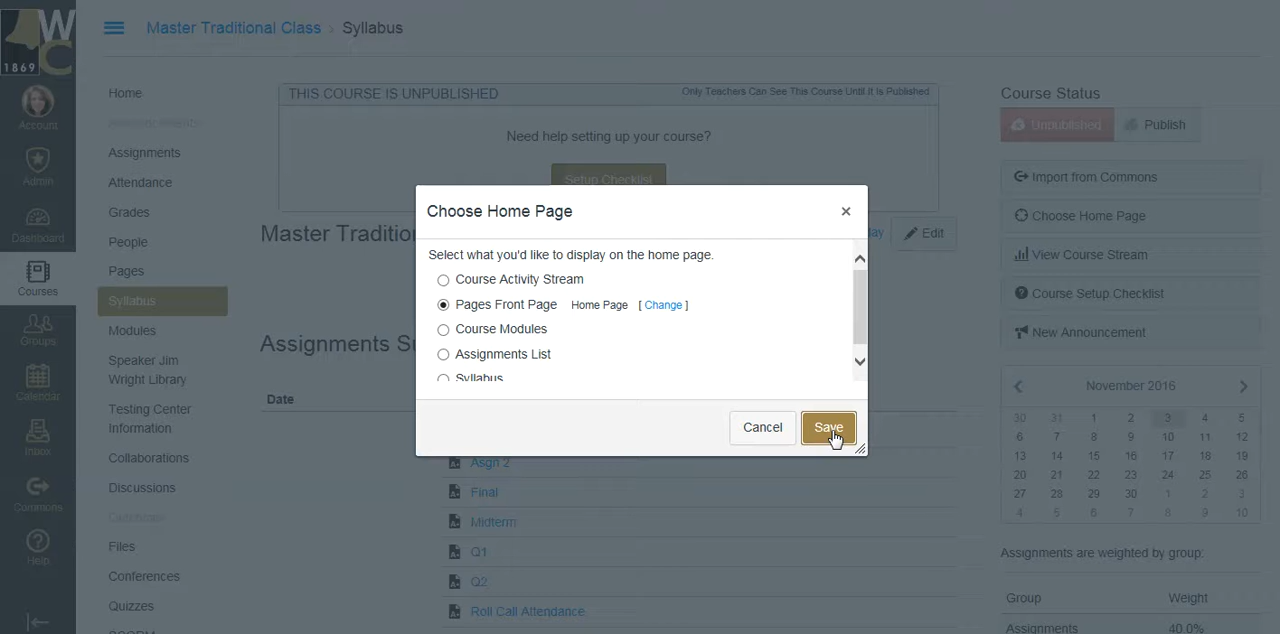 W
C
1869
Master Traditional Class › Syllabus
Account
Admin
Dashboard
Courses
Groups
Calendar
Inbox
Commons
Help
Home
Announcements
Assignments
Attendance
Grades
People
Pages
Syllabus
Modules
Speaker Jim
Wright Library
Testing Center
Information
Collaborations
Discussions
Outcomes
Files
Conferences
Quizzes
SCORM
THIS COURSE IS UNPUBLISHED
Only Teachers Can See This Course Until It Is Published
Need help setting up your course?
Setup Checklist
Master Traditio
day
Edit
Assignments Su
Date
Choose Home Page
×
Select what you'd like to display on the home page.
Course Activity Stream
Pages Front Page Home Page [ Change ]
Course Modules
Assignments List
Syllabus
Cancel
Save
Asgn 2
Final
Midterm
Q1
Q2
Roll Call Attendance
Course Status
Unpublished
Publish
Import from Commons
Choose Home Page
View Course Stream
Course Setup Checklist
New Announcement
November 2016
30 31 1 2 3 4 5
6 7 8 9 10 11 12
13 14 15 16 17 18 19
20 21 22 23 24 25 26
27 28 29 30 1 2 3
4 5 6 7 8 9 10
Assignments are weighted by group:
Group Weight
Assignments 40.0%